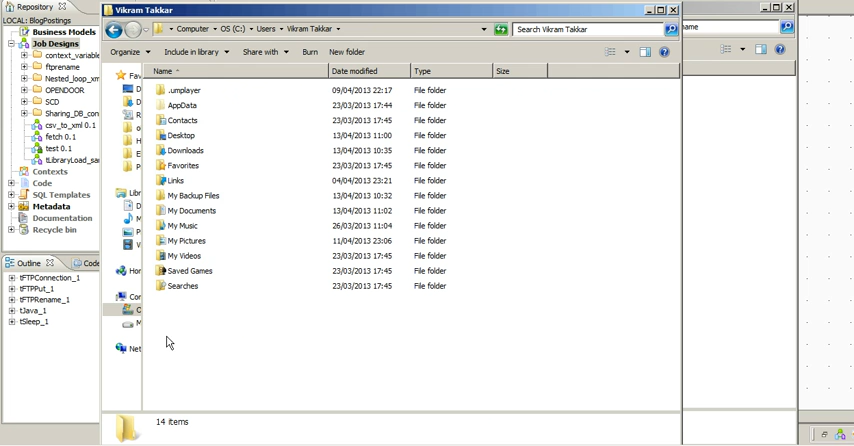 Repository
LOCAL: BlogPostings
Business Models
Job Designs
context_variable
ftprename
Nested_loop_xm
OPENDOOR
SCD
Sharing_DB_con
csv_to_xml 0.1
fetch 0.1
test 0.1
tLibraryLoad_sa
Contexts
Code
SQL Templates
Metadata
Documentation
Recycle bin
Outline
Code
tFTPConnection_1
tFTPPut_1
tFTPRename_1
tJava_1
tSleep_1
Vikram Takkar
Computer OS (C:) Users Vikram Takkar
Search Vikram Takkar
Organize Include in library Share with Burn New folder
Fav
Libr
Cor
Net
Name Date modified Type Size
.umplayer 09/04/2013 22:17 File folder
AppData 23/03/2013 17:44 File folder
Contacts 23/03/2013 17:45 File folder
Desktop 13/04/2013 11:00 File folder
Downloads 13/04/2013 10:35 File folder
Favorites 23/03/2013 17:45 File folder
Links 04/04/2013 23:21 File folder
My Backup Files 13/04/2013 10:32 File folder
My Documents 13/04/2013 11:02 File folder
My Music 26/03/2013 11:04 File folder
My Pictures 11/04/2013 23:06 File folder
My Videos 23/03/2013 17:45 File folder
Saved Games 23/03/2013 17:45 File folder
Searches 23/03/2013 17:45 File folder
14 items
name